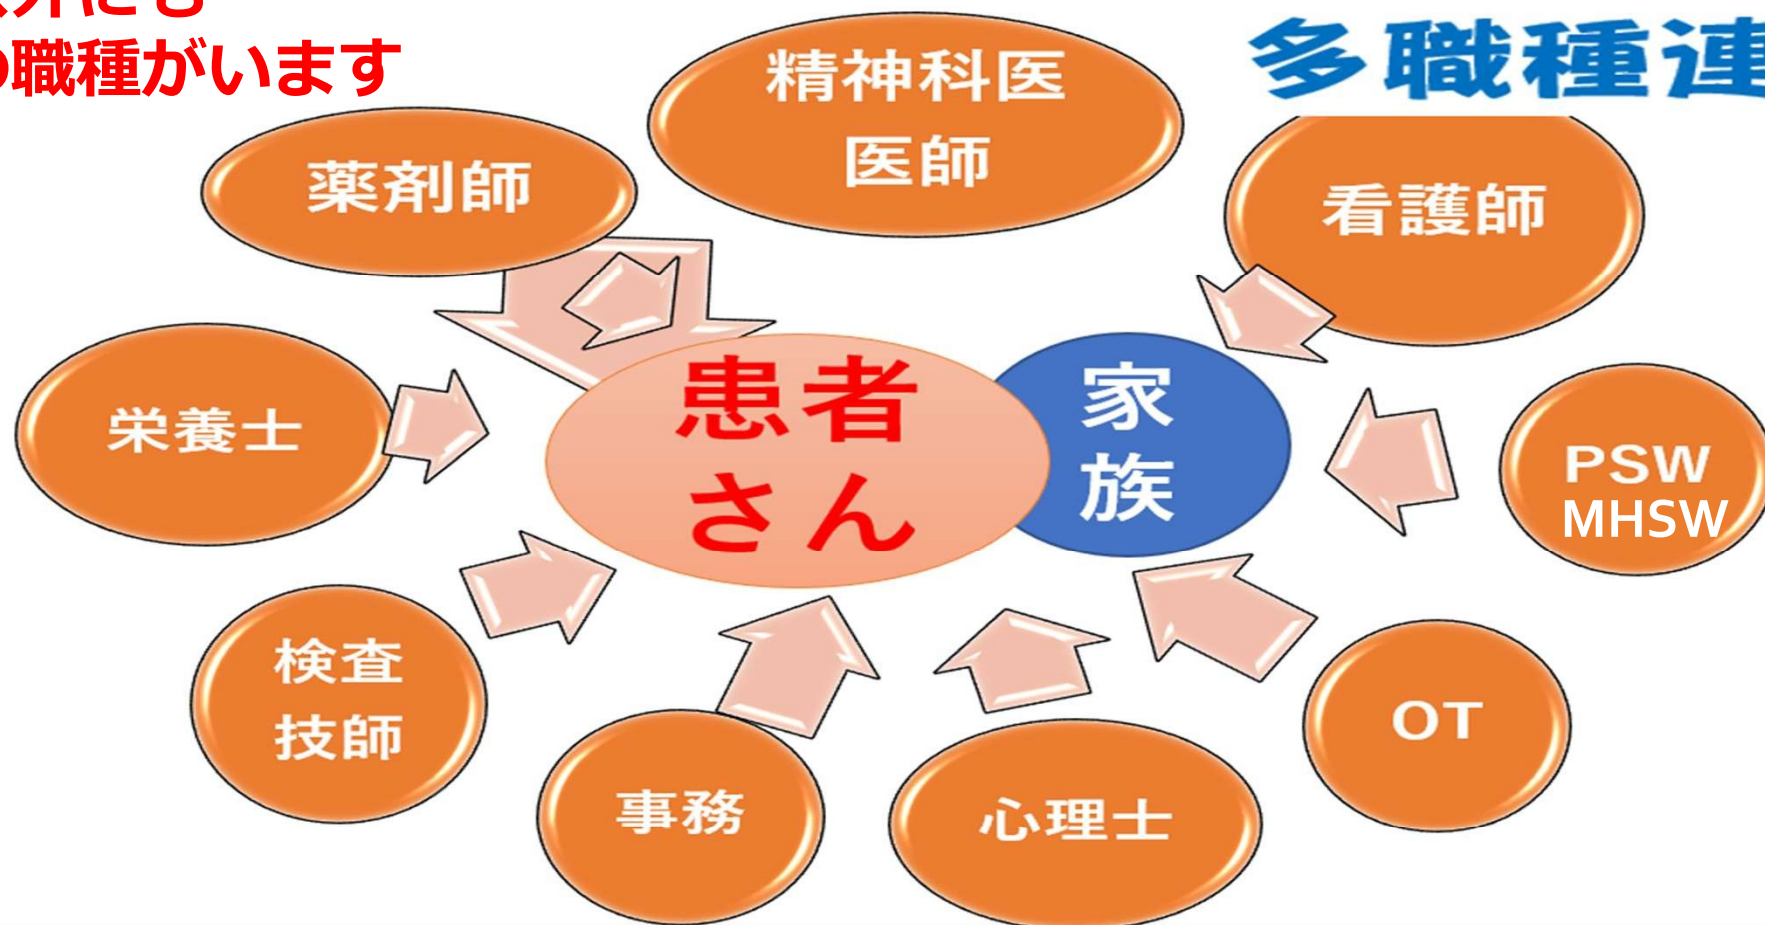 の職種がいます
多職種連
精神科医
医師
薬剤師
看護師
栄養士
患者
さん
家
族
PSW
MHSW
検査
技師
OT
事務
心理士